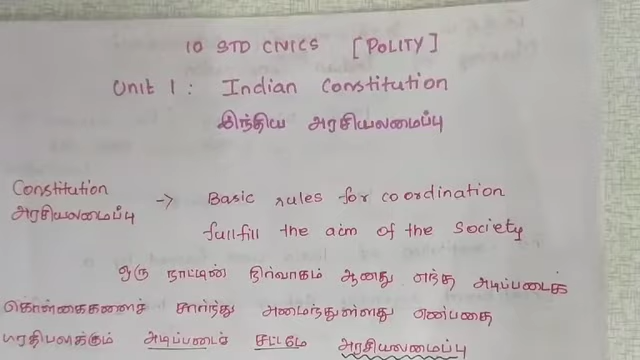 10 STD CIVICS [POLITY]
Unit 1 : Indian Constitution
இந்திய அரசியலமைப்பு
Constitution → Basic rules for coordination
அரசியலமைப்பு fullfill the aim of the Society
ஒரு நாட்டின் நிர்வாகம் ஆனது எந்த அடிப்படைக்
கொள்கைகளைச் சார்ந்து அமைந்துள்ளது என்பதை
பிரதிபலிக்கும் அடிப்படைச் சட்டமே அரசியலமைப்பு